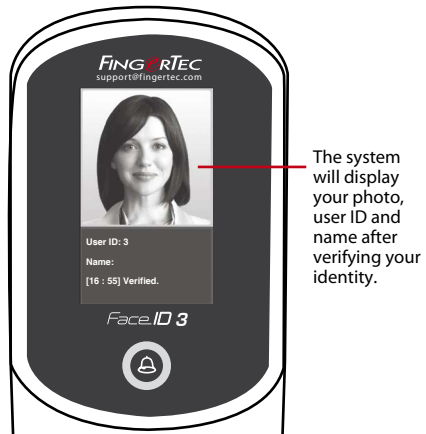 FINGERTEC
support@fingertec.com
The system
will display
your photo,
user ID and
name after
verifying your
identity.
User ID: 3
Name:
[16 : 55] Verified.
Face ID 3